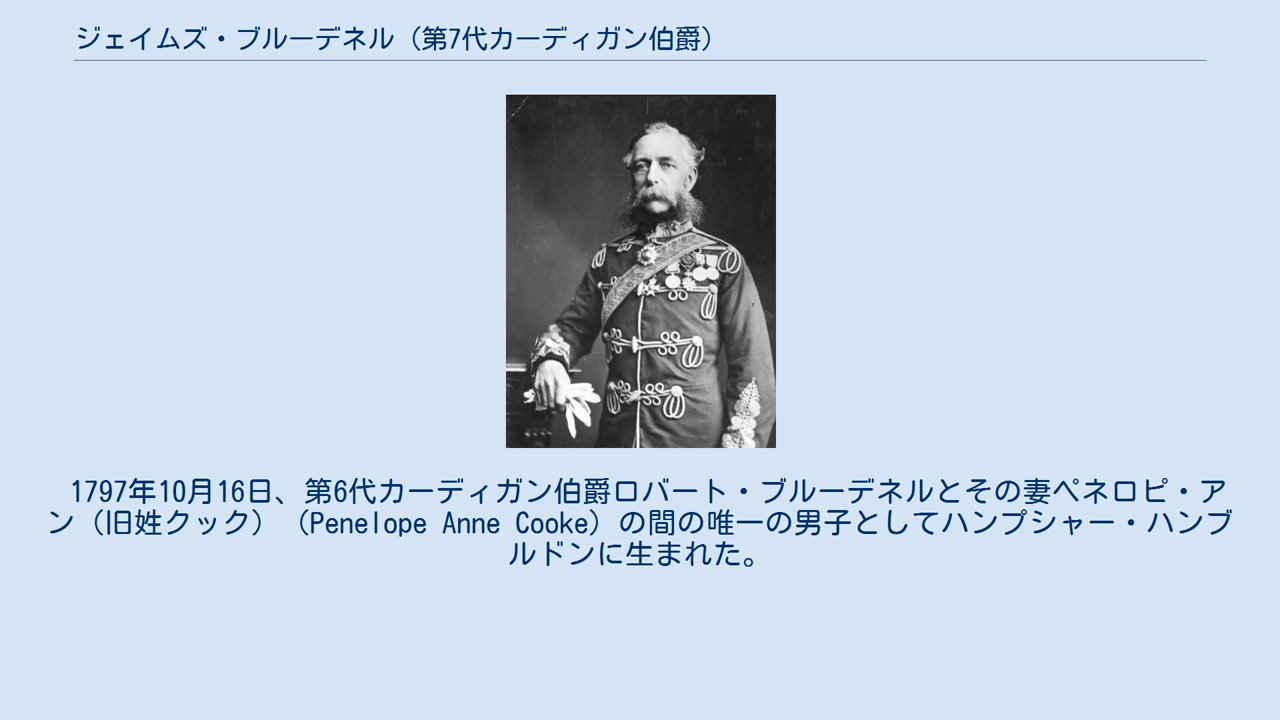 ジェイムズ・ブルーデネル（第7代カーディガン伯爵）
1797年10月16日、第6代カーディガン伯爵ロバート・ブルーデネルとその妻ペネロピ・ア
ン（旧姓クック）（Penelope Anne Cooke）の間の唯一の男子としてハンプシャー・ハンブ
ルドンに生まれた。